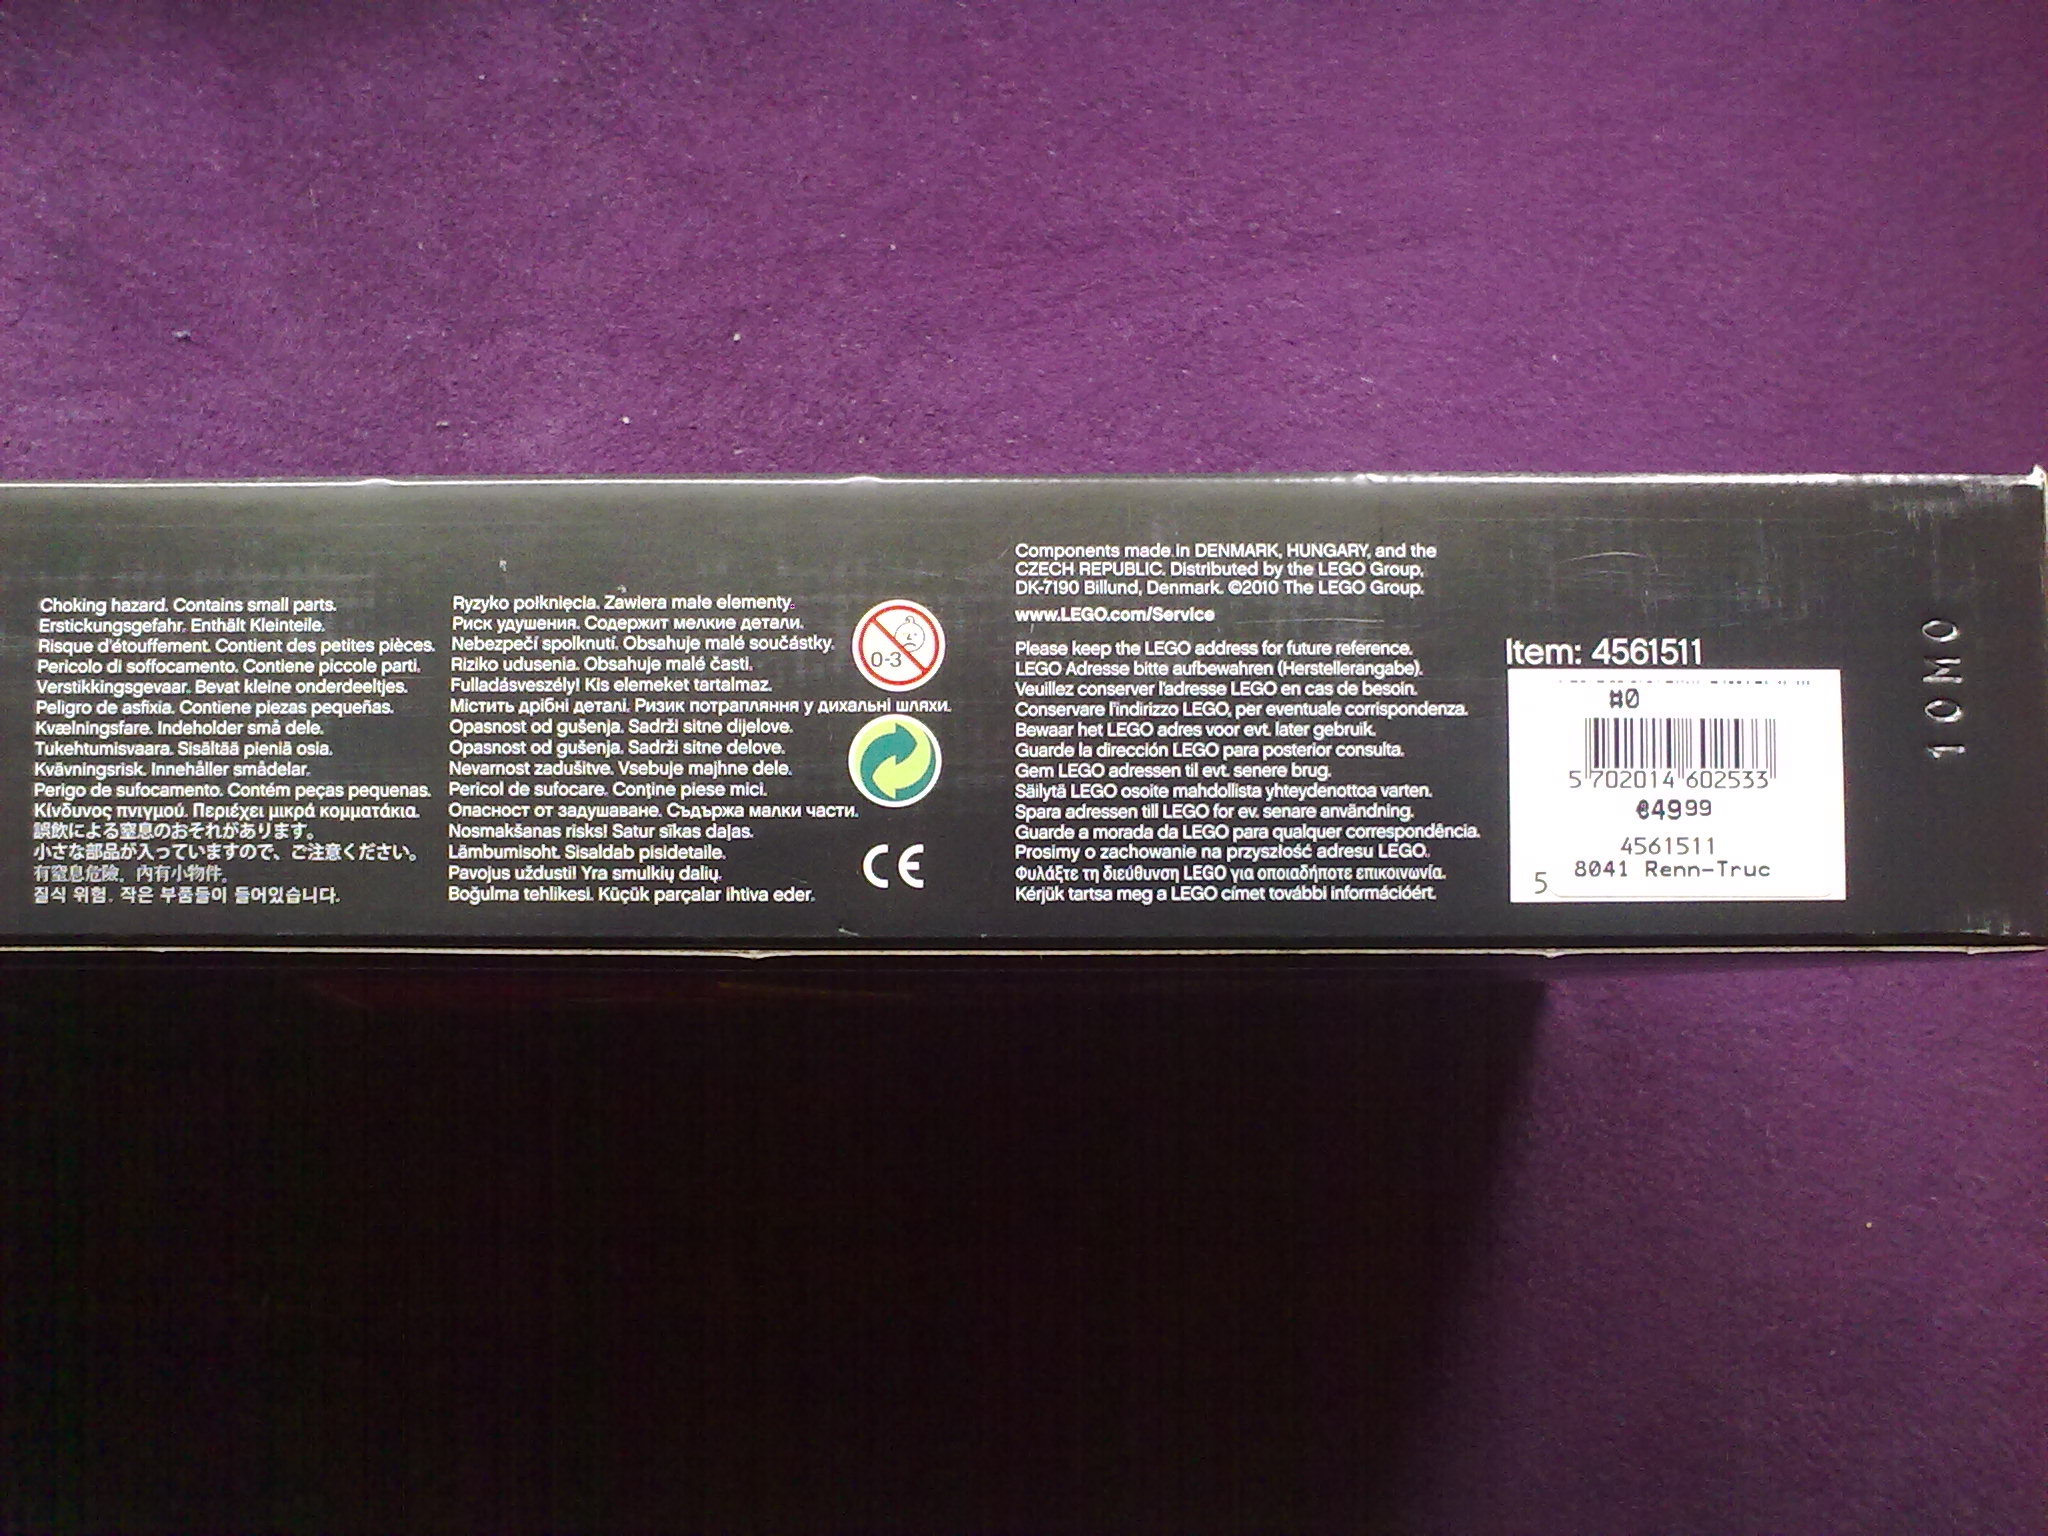 Choking hazard. Contains small parts.
Erstickungsgefahr. Enthält Kleinteile.
Risque d'étouffement. Contient des petites pièces.
Pericolo di soffocamento. Contiene piccole parti.
Verstikkingsgevaar. Bevat kleine onderdeeltjes.
Peligro de asfixia. Contiene piezas pequeñas.
Kvælningsfare. Indeholder små dele.
Tukehtumisvaara. Sisältää pieniä osia.
Kvävningsrisk. Innehåller smådelar.
Perigo de sufocamento. Contém peças pequenas.
Κίνδυνος πνιγμού. Περιέχει μικρά κομματάκια.
誤飲による窒息のおそれがあります。
小さな部品が入っていますので、ご注意ください。
有窒息危險。內有小物件。
질식 위험. 작은 부품들이 들어있습니다.
Ryzyko połknięcia. Zawiera małe elementy.
Риск удушения. Содержит мелкие детали.
Nebezpečí spolknutí. Obsahuje malé součástky.
Riziko udusenia. Obsahuje malé časti.
Fulladásveszély! Kis elemeket tartalmaz.
Містить дрібні деталі. Ризик потрапляння у дихальні шляхи.
Opasnost od gušenja. Sadrži sitne dijelove.
Opasnost od gušenja. Sadrži sitne delove.
Nevarnost zadušitve. Vsebuje majhne dele.
Pericol de sufocare. Conţine piese mici.
Опасност от задушаване. Съдържа малки части.
Nosmakšanas risks! Satur sīkas daļas.
Lämbumisoht. Sisaldab pisidetaile.
Pavojus uždusti! Yra smulkių dalių.
Boğulma tehlikesi. Küçük parçalar ihtiva eder.
0-3
CE
Components made in DENMARK, HUNGARY, and the
CZECH REPUBLIC. Distributed by the LEGO Group,
DK-7190 Billund, Denmark. ©2010 The LEGO Group.
www.LEGO.com/Service
Please keep the LEGO address for future reference.
LEGO Adresse bitte aufbewahren (Herstellerangabe).
Veuillez conserver l'adresse LEGO en cas de besoin.
Conservare l'indirizzo LEGO, per eventuale corrispondenza.
Bewaar het LEGO adres voor evt. later gebruik.
Guarde la dirección LEGO para posterior consulta.
Gem LEGO adressen til evt. senere brug.
Säilytä LEGO osoite mahdollista yhteydenottoa varten.
Spara adressen till LEGO for ev. senare användning.
Guarde a morada da LEGO para qualquer correspondência.
Prosimy o zachowanie na przyszłość adresu LEGO.
Φυλάξτε τη διεύθυνση LEGO για οποιαδήποτε επικοινωνία.
Kérjük tartsa meg a LEGO címet további információért.
Item: 4561511
5 702014 602533
€4999
4561511
8041 Renn-Truc
5
10MO